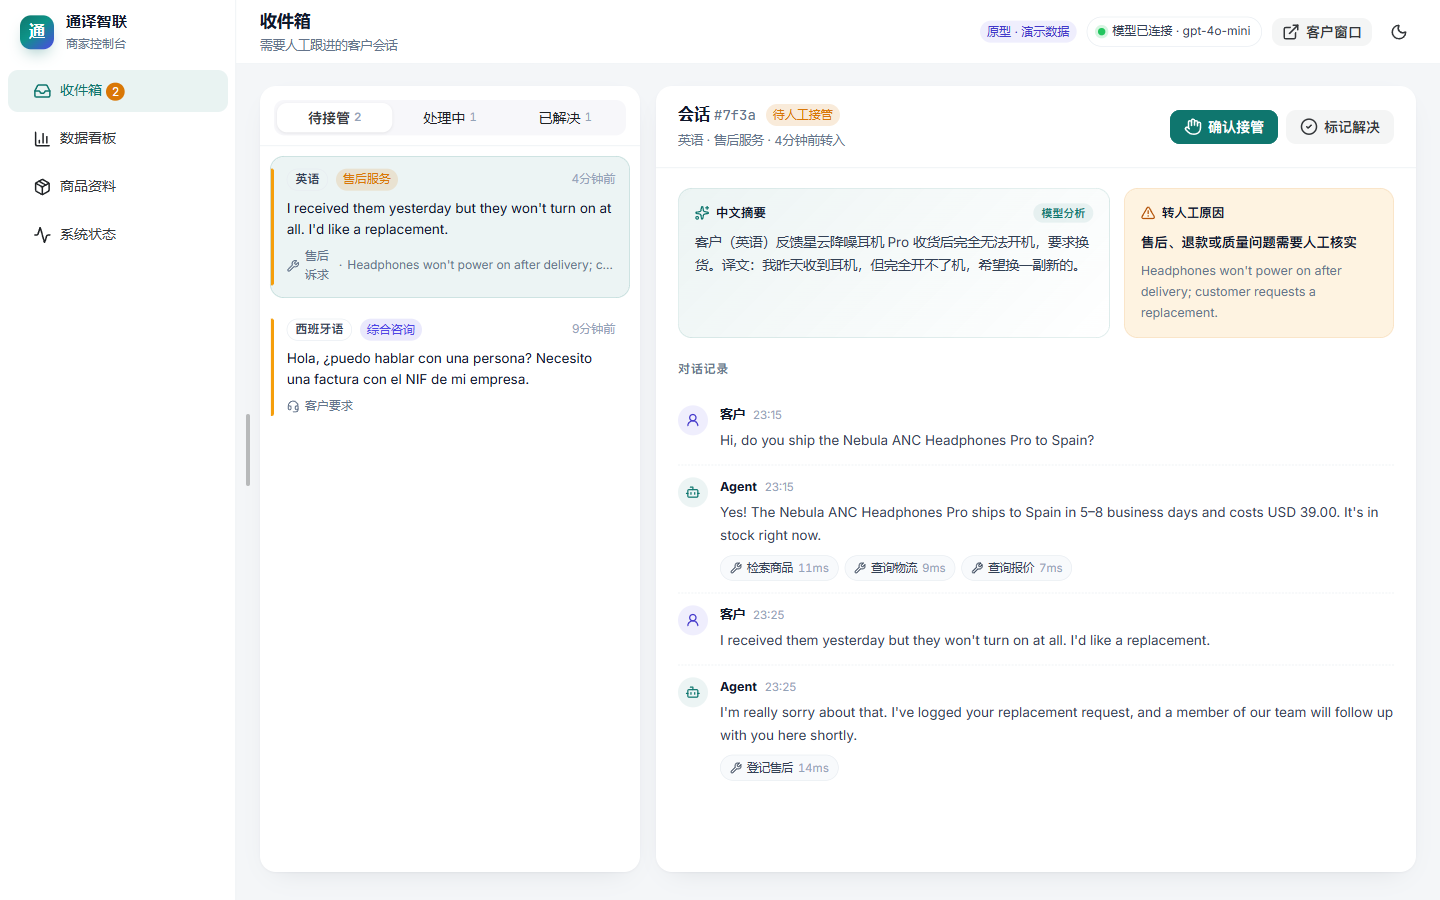 通
通译智联
商家控制台
收件箱 2
数据看板
商品资料
系统状态
收件箱
需要人工跟进的客户会话
原型 · 演示数据
模型已连接 · gpt-4o-mini
客户窗口
待接管 2
处理中 1
已解决 1
英语
售后服务
4分钟前
I received them yesterday but they won't turn on at
all. I'd like a replacement.
售后
诉求
· Headphones won't power on after delivery; c...
西班牙语
综合咨询
9分钟前
Hola, ¿puedo hablar con una persona? Necesito
una factura con el NIF de mi empresa.
客户要求
会话 #7f3a 待人工接管
英语 · 售后服务 · 4分钟前转入
确认接管
标记解决
中文摘要
模型分析
客户（英语）反馈星云降噪耳机 Pro 收货后完全无法开机，要求换
货。译文：我昨天收到耳机，但完全开不了机，希望换一副新的。
转人工原因
售后、退款或质量问题需要人工核实
Headphones won't power on after
delivery; customer requests a
replacement.
对话记录
客户 23:15
Hi, do you ship the Nebula ANC Headphones Pro to Spain?
Agent 23:15
Yes! The Nebula ANC Headphones Pro ships to Spain in 5–8 business days and costs USD 39.00. It's in
stock right now.
检索商品 11ms
查询物流 9ms
查询报价 7ms
客户 23:25
I received them yesterday but they won't turn on at all. I'd like a replacement.
Agent 23:25
I'm really sorry about that. I've logged your replacement request, and a member of our team will follow up
with you here shortly.
登记售后 14ms